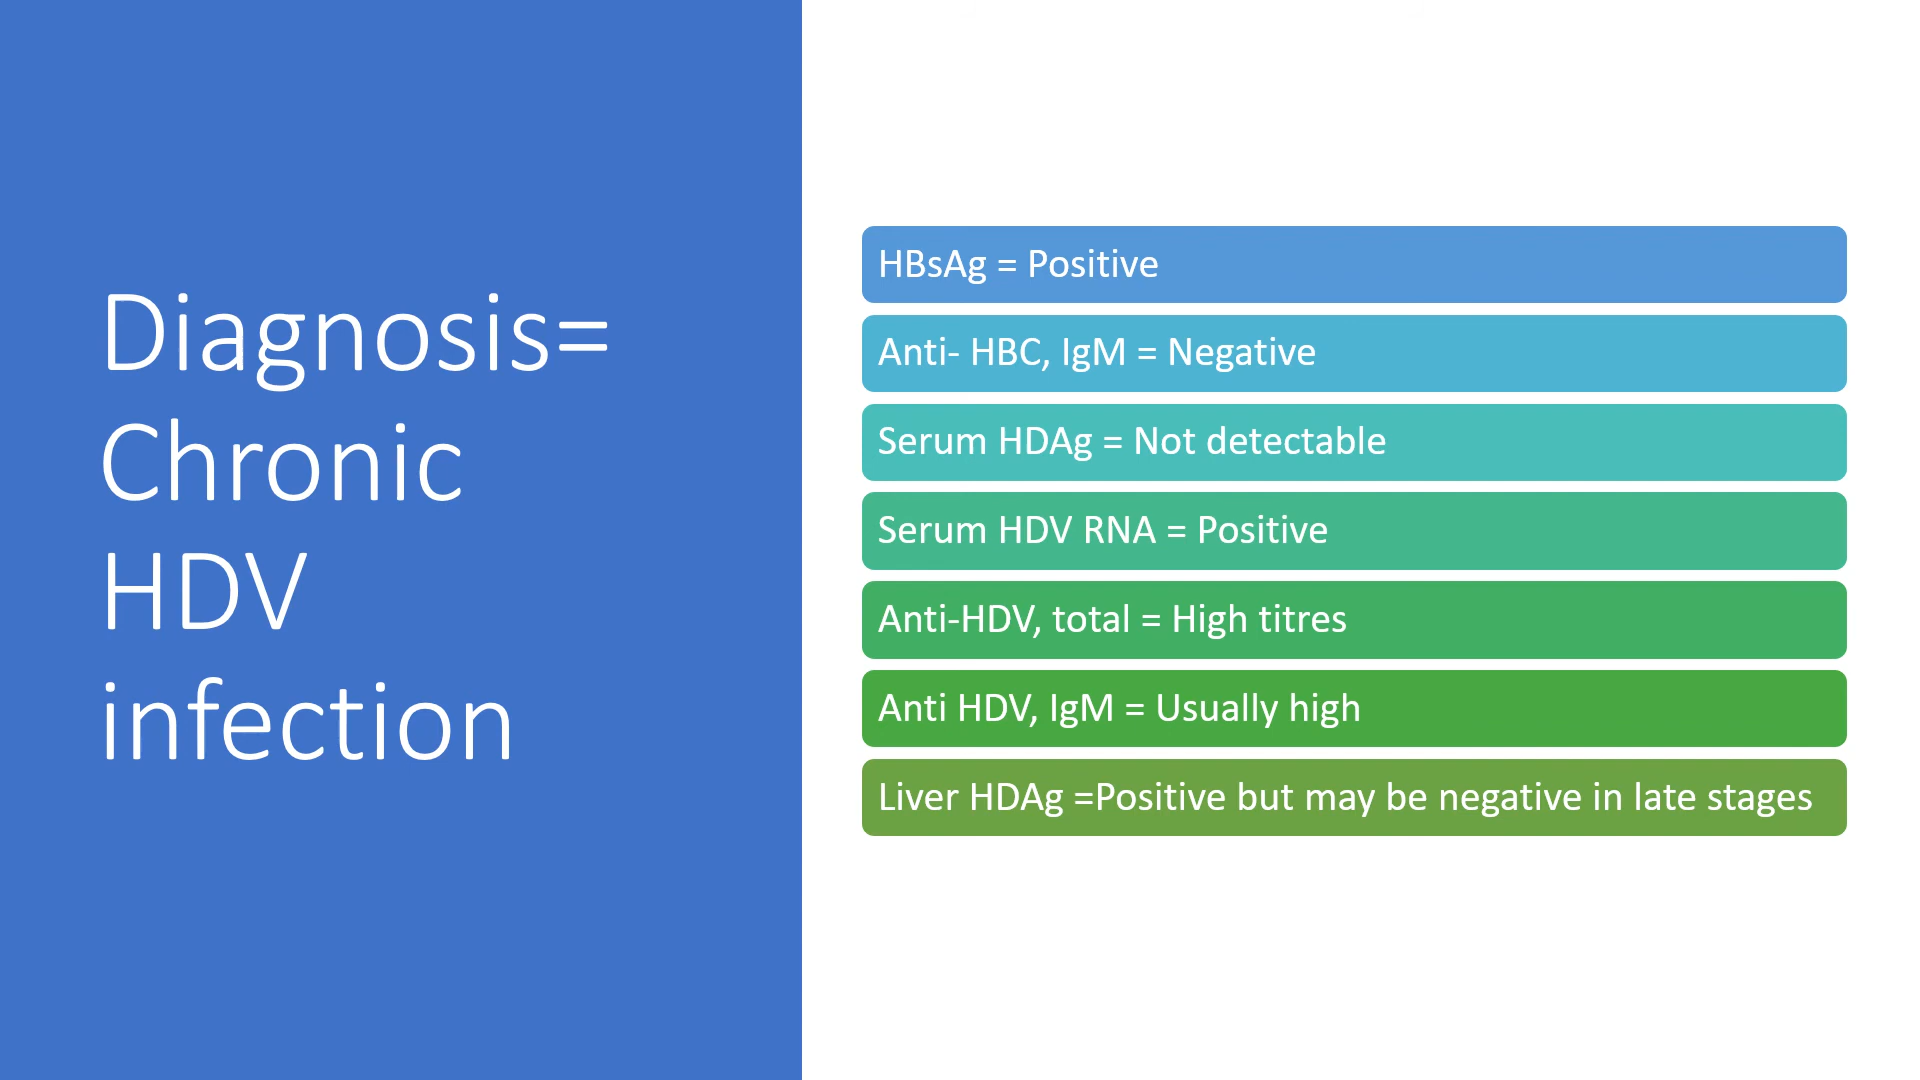 Diagnosis=
Chronic
HDV
infection
HBsAg = Positive
Anti- HBC, IgM = Negative
Serum HDAg = Not detectable
Serum HDV RNA = Positive
Anti-HDV, total = High titres
Anti HDV, IgM = Usually high
Liver HDAg =Positive but may be negative in late stages